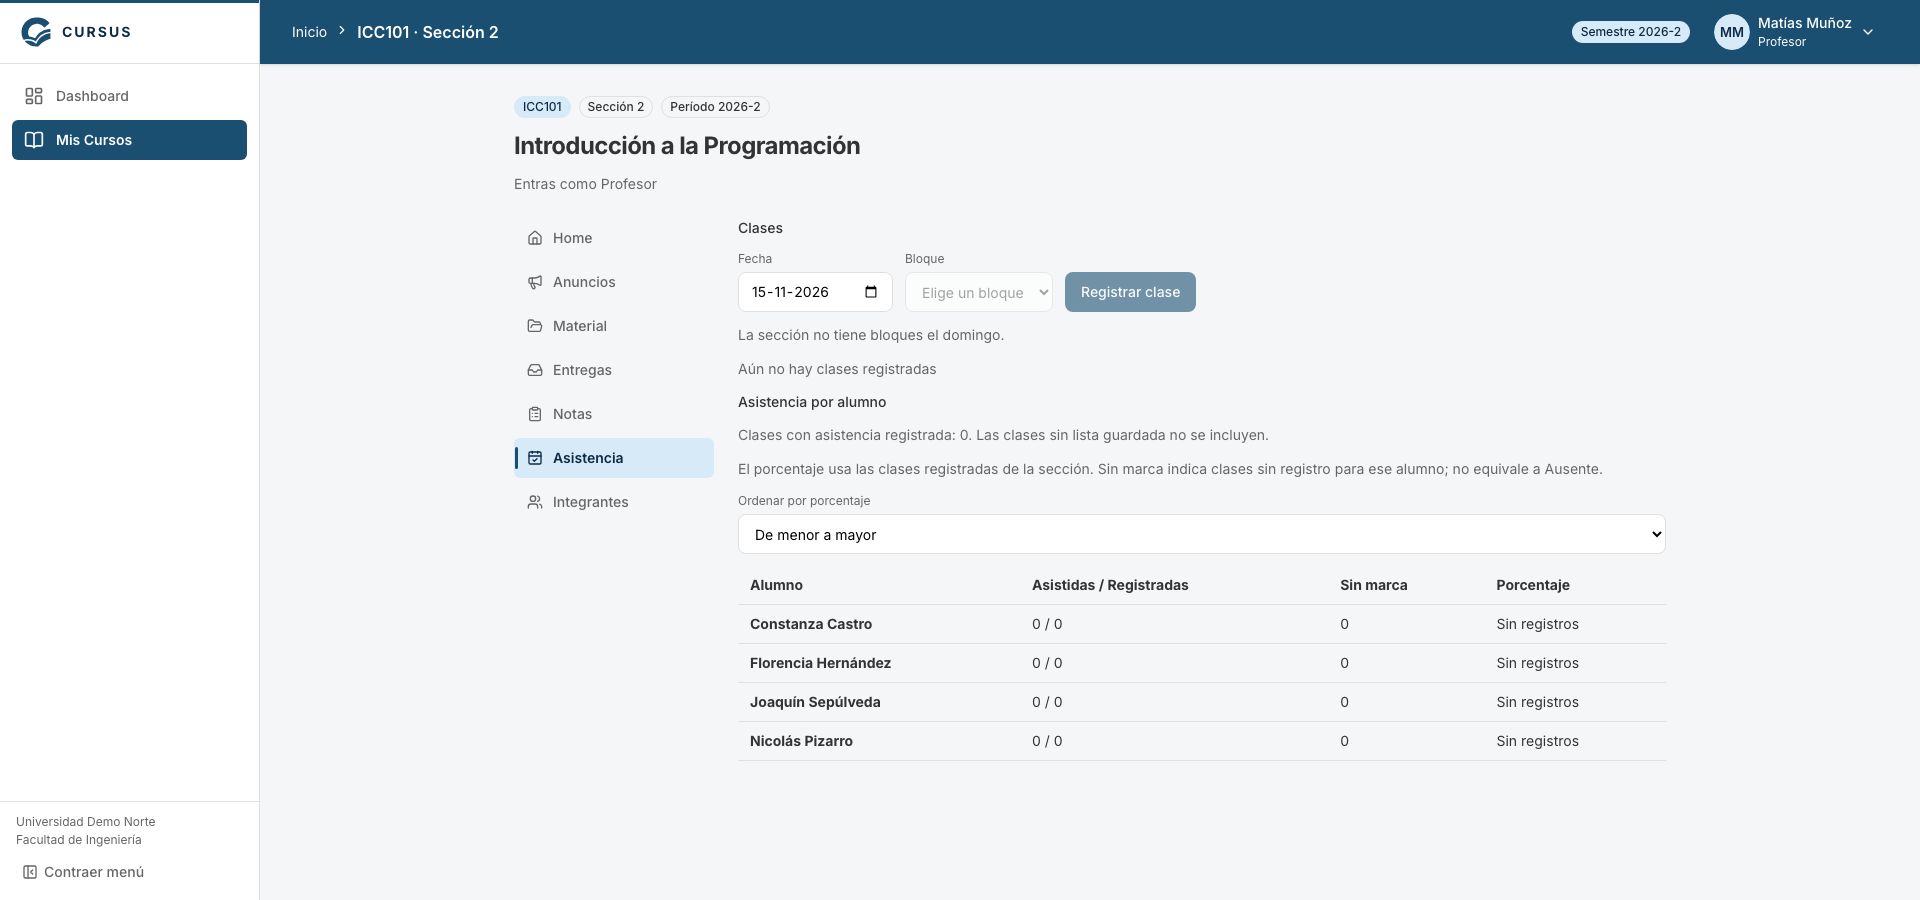 CURSUS
Inicio > ICC101 · Sección 2
Semestre 2026-2
MM
Matías Muñoz
Profesor
Dashboard
Mis Cursos
ICC101
Sección 2
Período 2026-2
Introducción a la Programación
Entras como Profesor
Home
Anuncios
Material
Entregas
Notas
Asistencia
Integrantes
Clases
Fecha
Bloque
15-11-2026
Elige un bloque
Registrar clase
La sección no tiene bloques el domingo.
Aún no hay clases registradas
Asistencia por alumno
Clases con asistencia registrada: 0. Las clases sin lista guardada no se incluyen.
El porcentaje usa las clases registradas de la sección. Sin marca indica clases sin registro para ese alumno; no equivale a Ausente.
Ordenar por porcentaje
De menor a mayor
Alumno Asistidas / Registradas Sin marca Porcentaje
Constanza Castro 0 / 0 0 Sin registros
Florencia Hernández 0 / 0 0 Sin registros
Joaquín Sepúlveda 0 / 0 0 Sin registros
Nicolás Pizarro 0 / 0 0 Sin registros
Universidad Demo Norte
Facultad de Ingeniería
Contraer menú